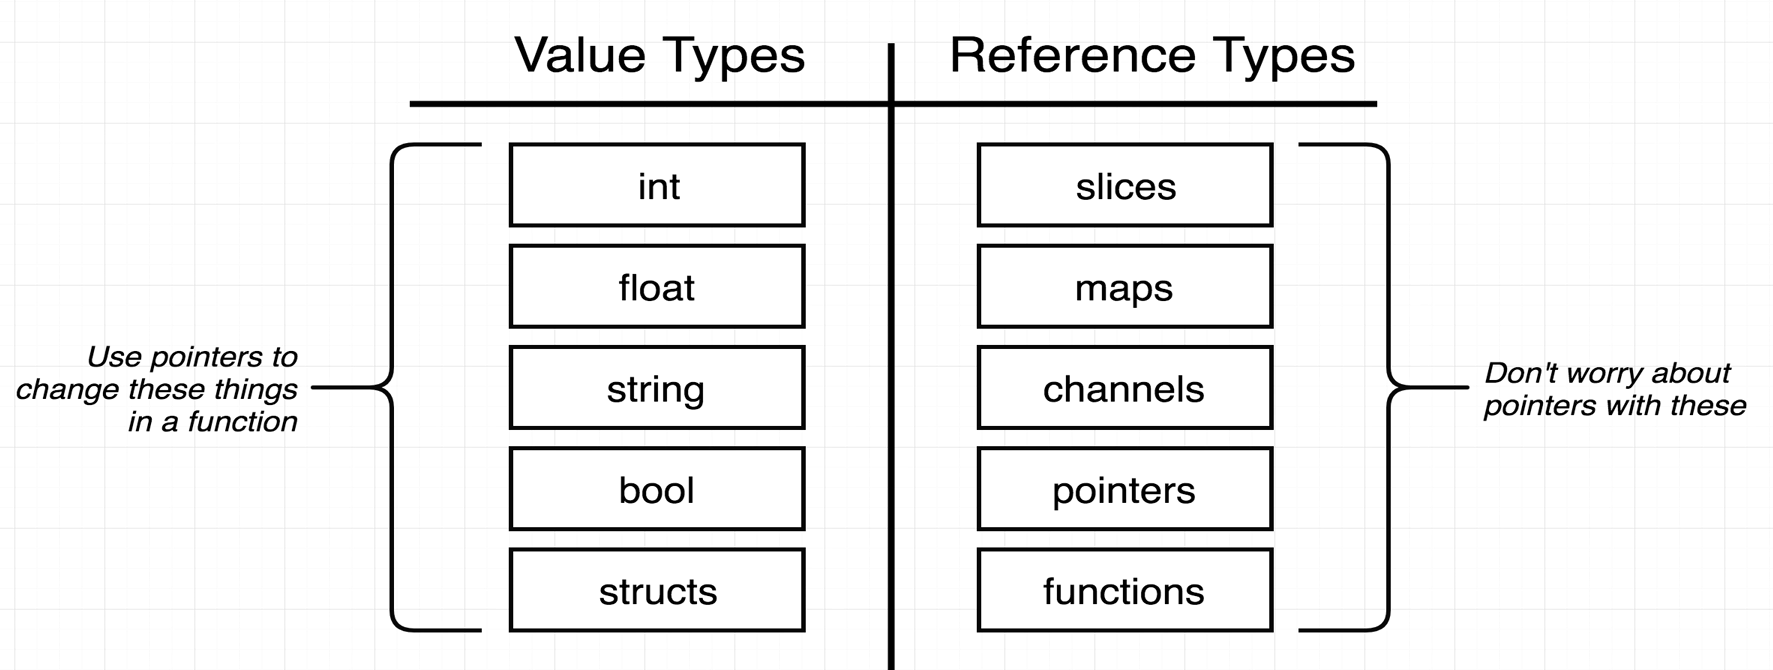 Value Types
Reference Types
int
slices
float
maps
string
channels
bool
pointers
structs
functions
Use pointers to
change these things
in a function
Don't worry about
pointers with these